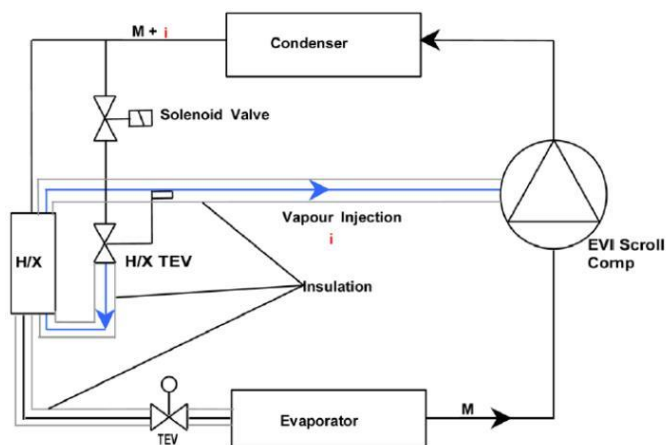 M + i
Condenser
Solenoid Valve
Vapour Injection
i
EVI Scroll
Comp
H/X
H/X TEV
Insulation
Evaporator
M
TEV